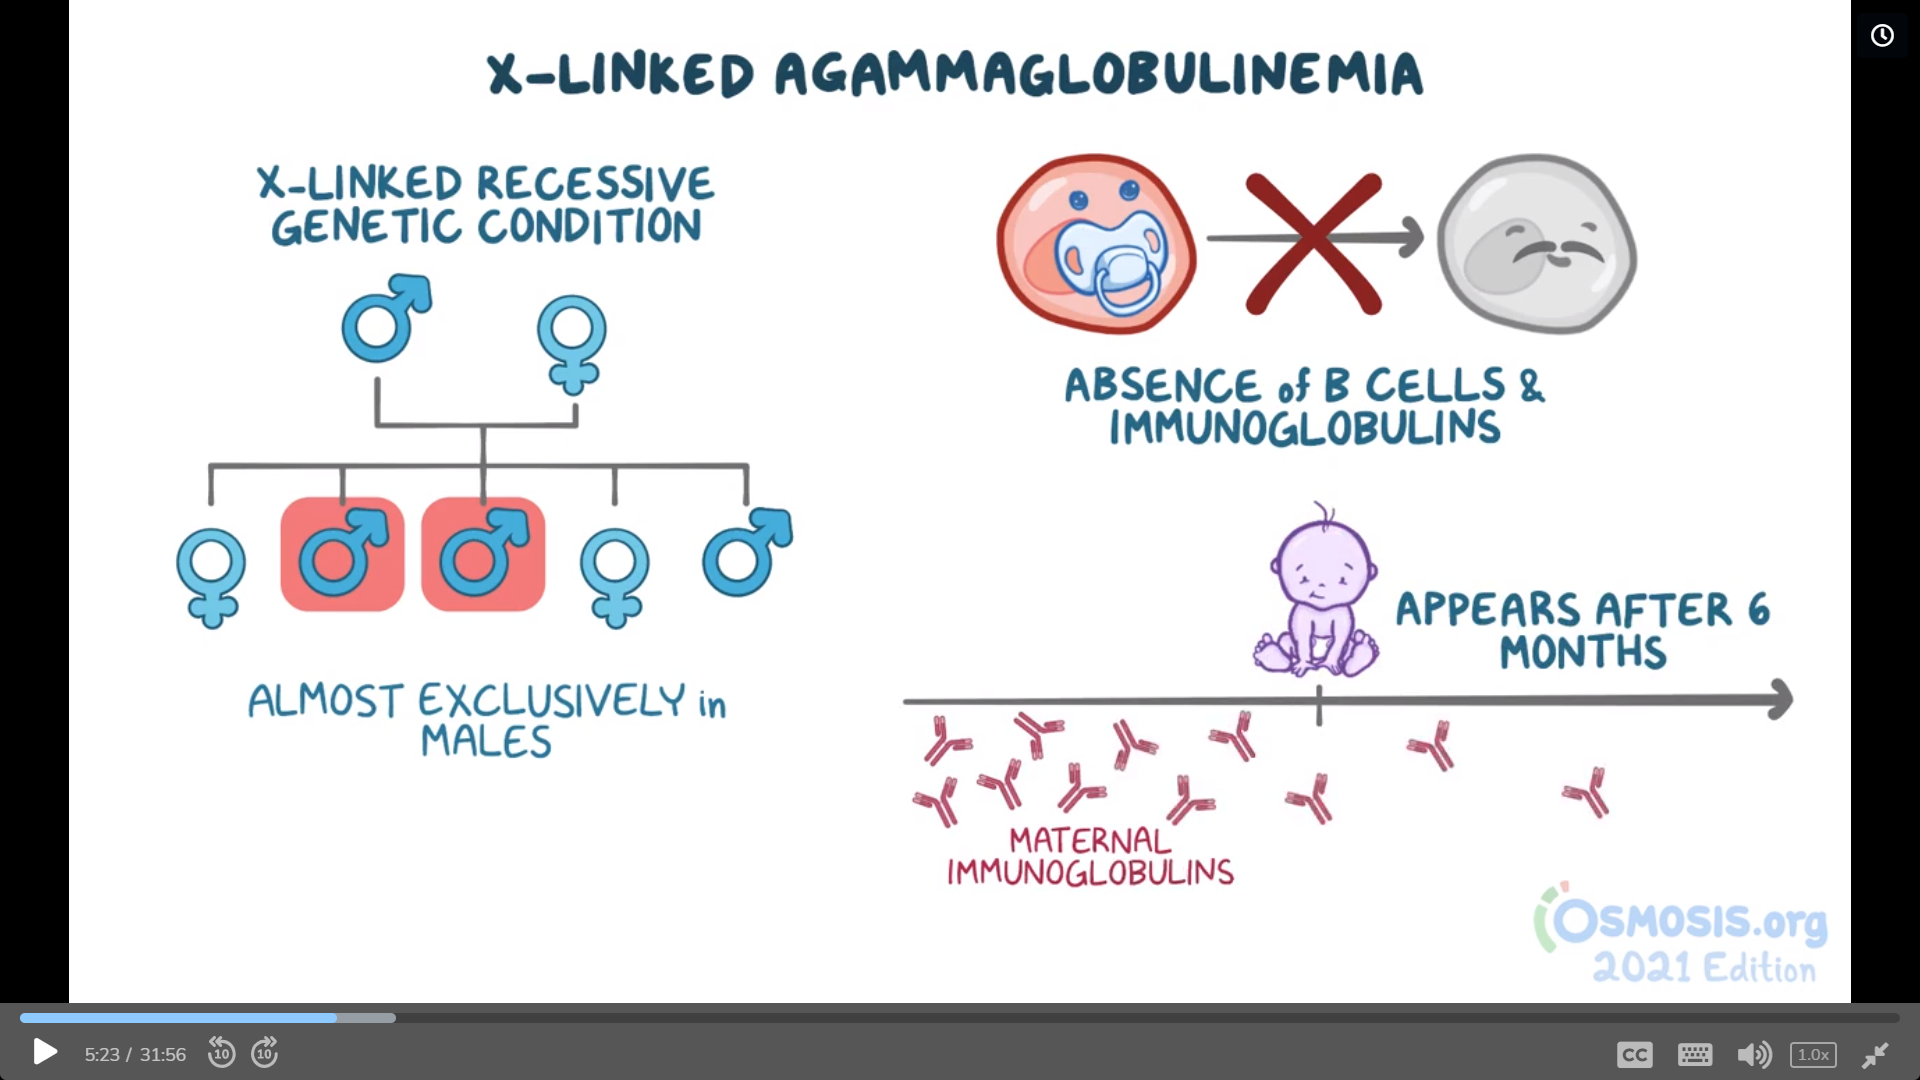 X-LINKED AGAMMAGLOBULINEMIA
X-LINKED RECESSIVE
GENETIC CONDITION
ALMOST EXCLUSIVELY in
MALES
ABSENCE of B CELLS &
IMMUNOGLOBULINS
APPEARS AFTER 6
MONTHS
MATERNAL
IMMUNOGLOBULINS
OSMOSIS.org
2021 Edition
5:23 / 31:56
10
10
CC
1.0x